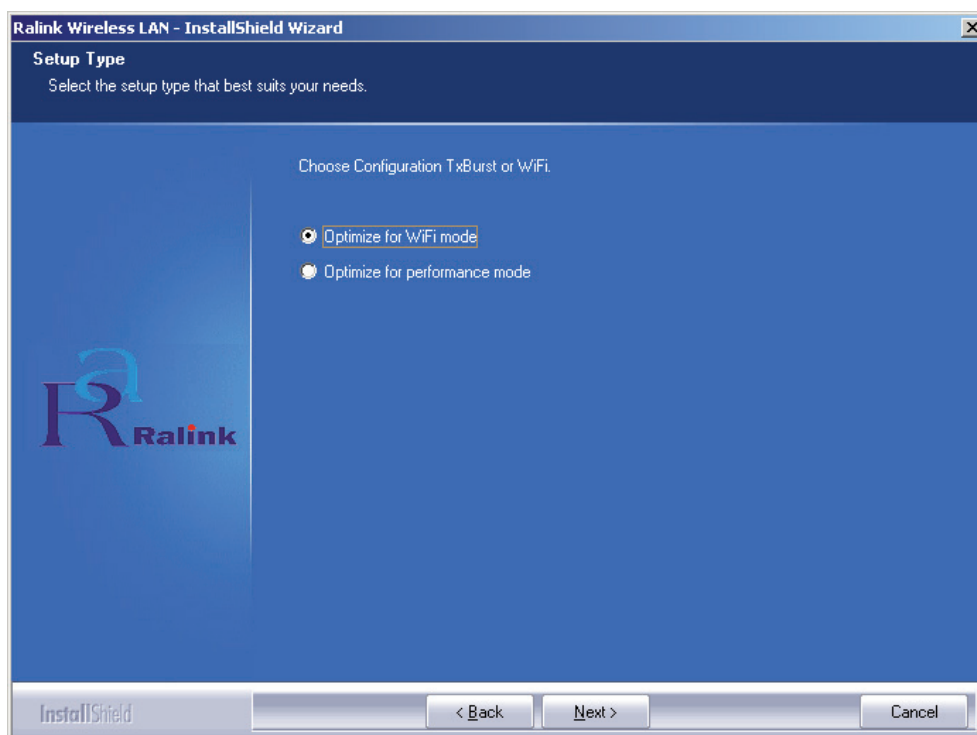 Ralink Wireless LAN - InstallShield Wizard
Setup Type
Select the setup type that best suits your needs.
Choose Configuration TxBurst or WiFi.
Optimize for WiFi mode
Optimize for performance mode
Ra
Ralink
InstallShield
< Back
Next >
Cancel